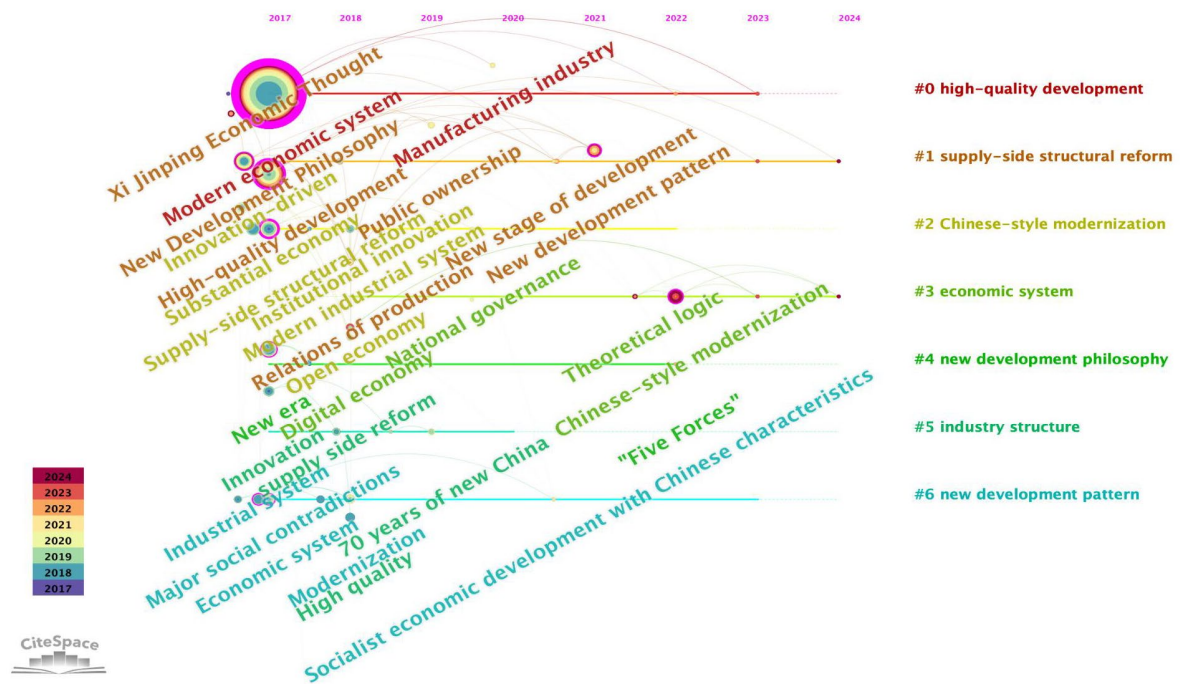 2017 2018 2019 2020 2021 2022 2023 2024
Xi Jinping Economic Thought
Modern economic system
Manufacturing industry
New Development Philosophy
Innovation-driven
High-quality development
Public ownership
Substantial economy
Supply-side structural reform
Institutional innovation
New stage of development
New development pattern
Modern industrial system
Relations of production
Open economy
National governance
Theoretical logic
Chinese-style modernization
New era
Digital economy
Innovation
Supply side reform
"Five Forces"
Industrial system
Major social contradictions
Economic system
70 years of new China
Modernization
High quality
Socialist economic development with Chinese characteristics
#0 high-quality development
#1 supply-side structural reform
#2 Chinese-style modernization
#3 economic system
#4 new development philosophy
#5 industry structure
#6 new development pattern
2024
2023
2022
2021
2020
2019
2018
2017
CiteSpace